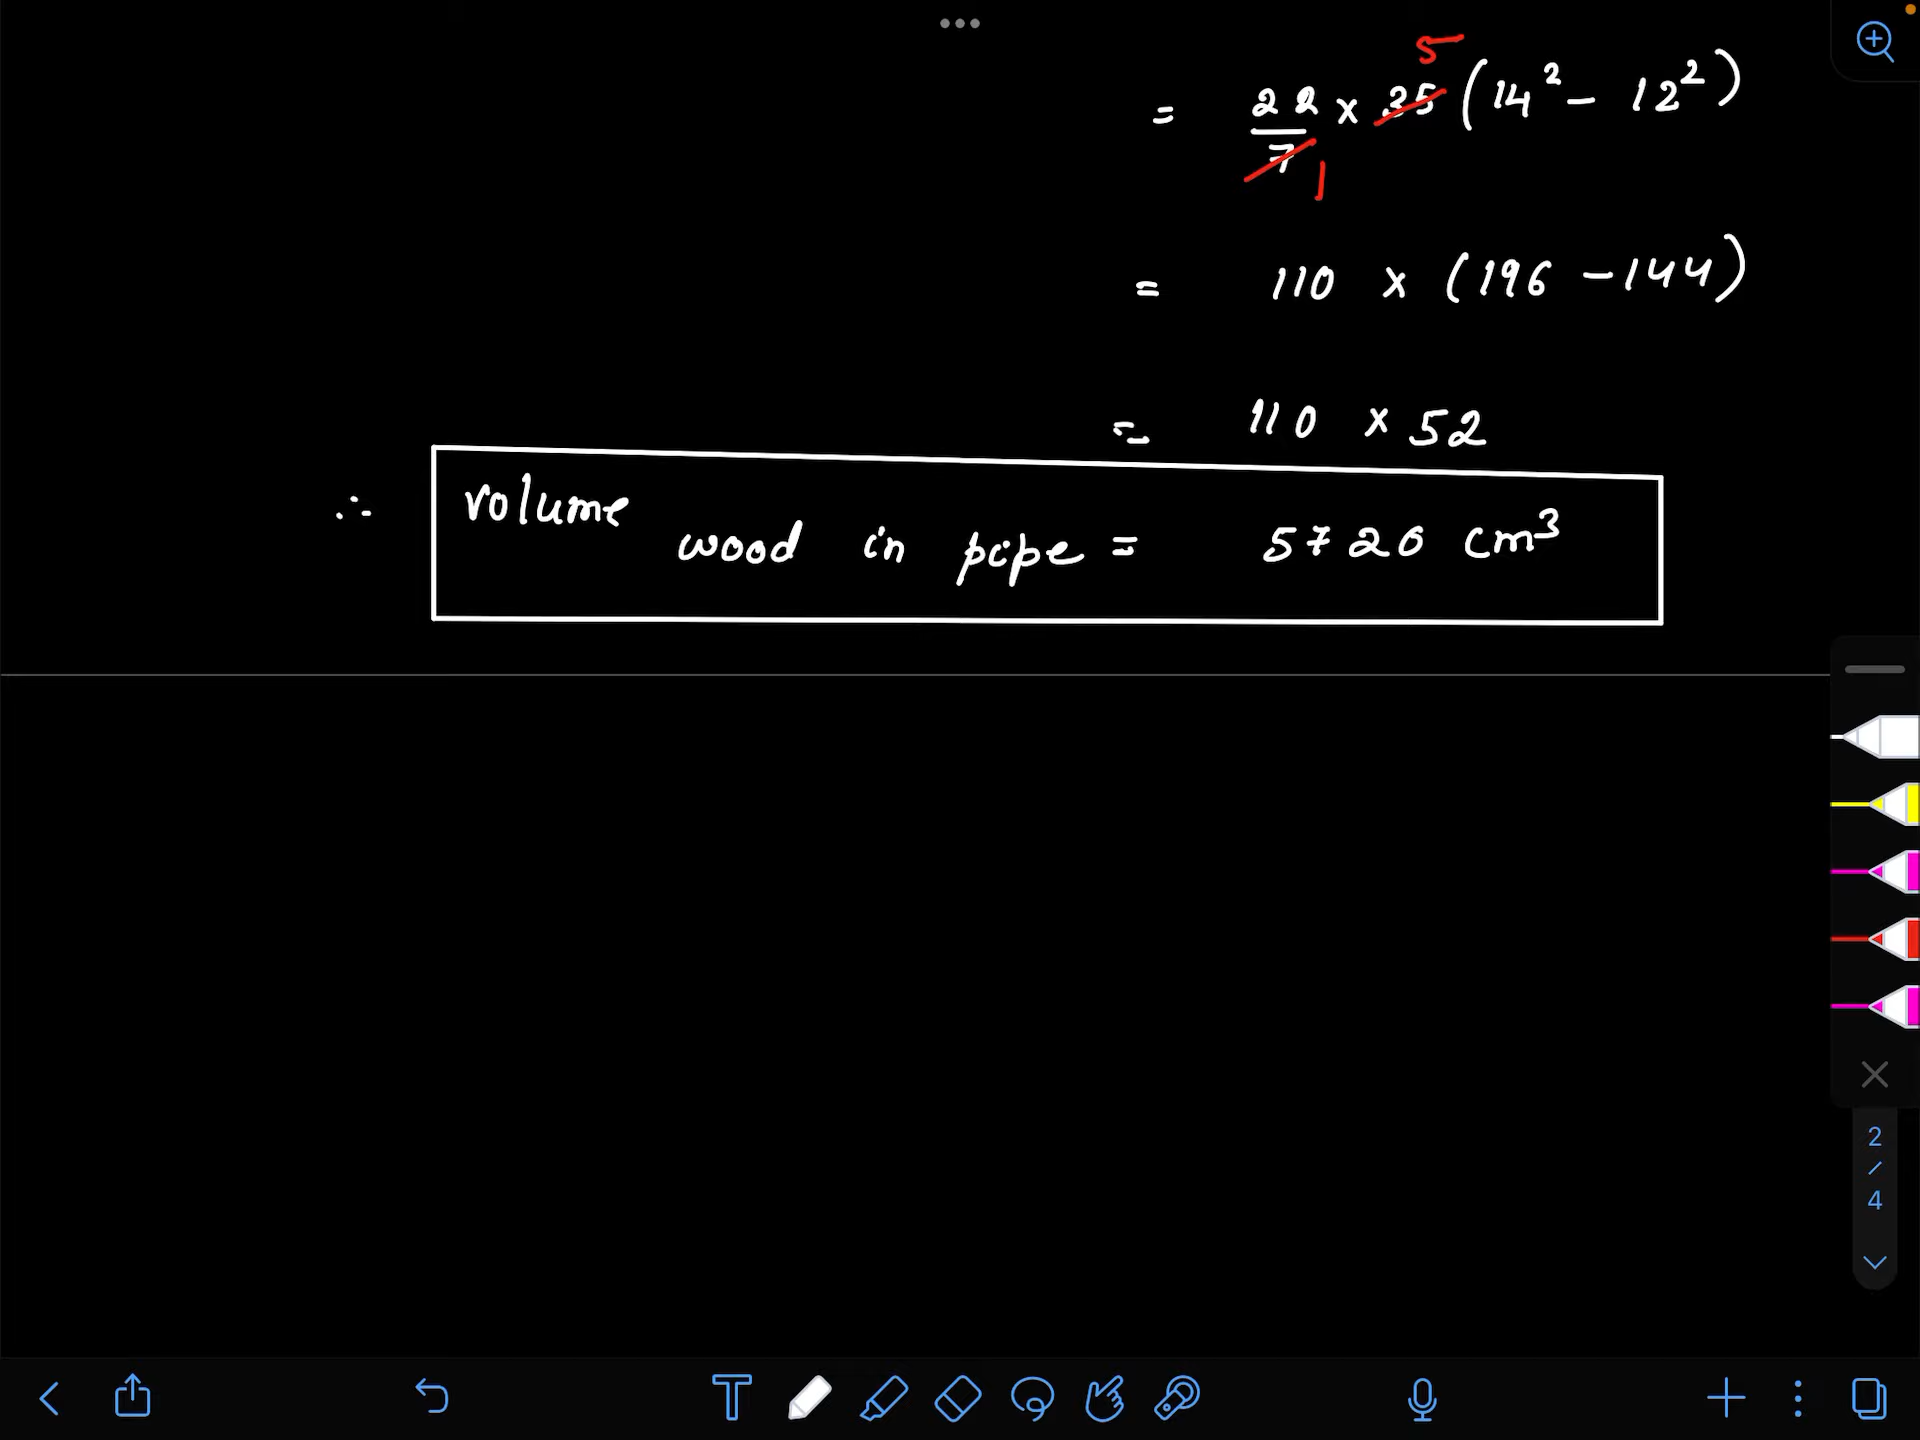 5
= 22/7 x 35 (14² - 12²)
1
= 110 x (196 - 144)
= 110 x 52
∴ volume
wood in pipe = 5720 cm³
2
/
4
T